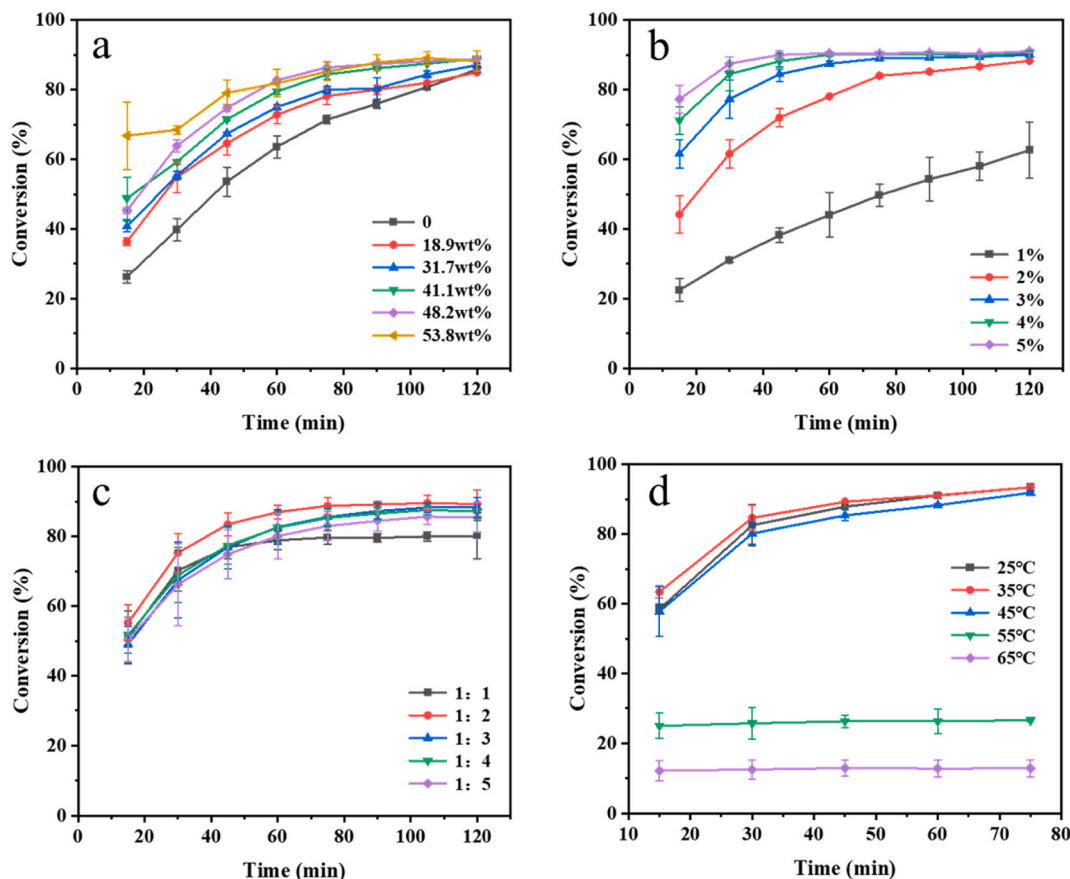 a
100
80
60
40
20
0
Conversion (%)
20 40 60 80 100 120
Time (min)
0
18.9wt%
31.7wt%
41.1wt%
48.2wt%
53.8wt%
b
100
80
60
40
20
0
Conversion (%)
20 40 60 80 100 120
Time (min)
1%
2%
3%
4%
5%
c
100
80
60
40
20
0
Conversion (%)
0 20 40 60 80 100 120
Time (min)
1：1
1：2
1：3
1：4
1：5
d
100
80
60
40
20
0
Conversion (%)
10 20 30 40 50 60 70 80
Time (min)
25℃
35℃
45℃
55℃
65℃